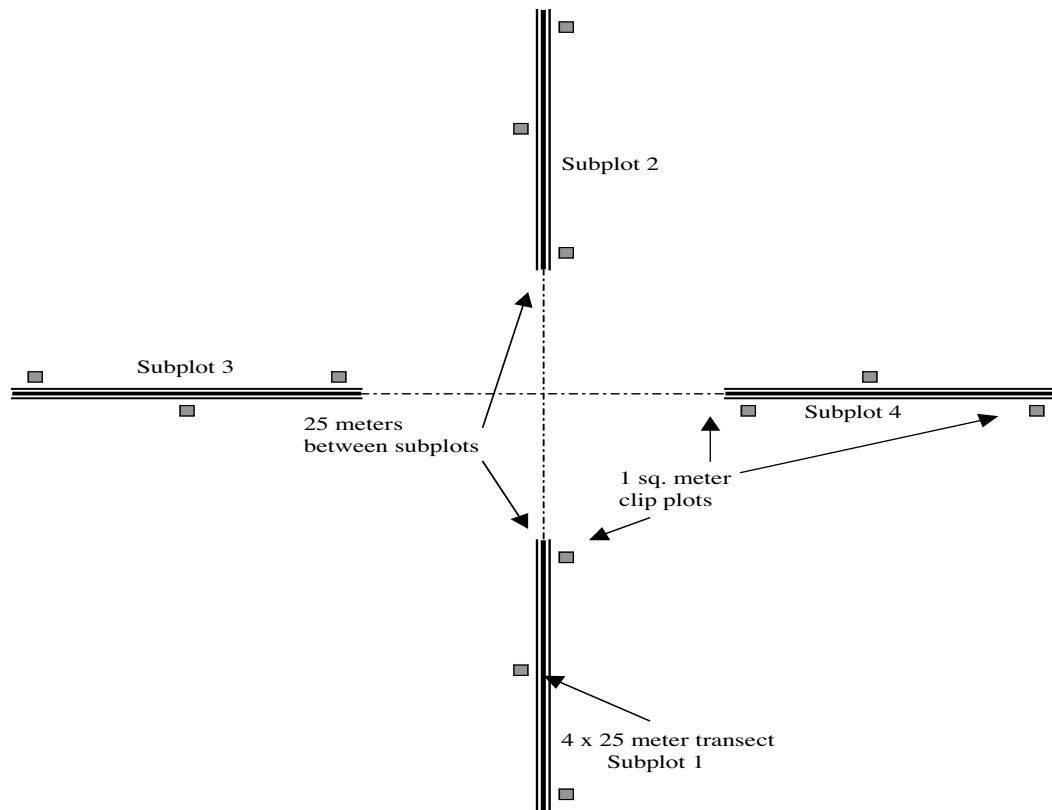 Subplot 2
Subplot 3
Subplot 4
25 meters
between subplots
1 sq. meter
clip plots
4 x 25 meter transect
Subplot 1